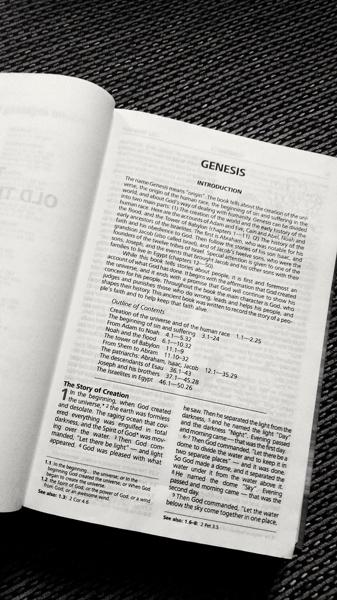 GENESIS
INTRODUCTION
The name Genesis means "origin". The book tells about the creation of the uni-
verse, the origin of the human race, the beginning of sin and suffering in the
world, and about God's way of dealing with humanity. Genesis can be divided
into two main parts: (1) The creation of the world and the early history of the
human race. Here are the accounts of Adam and Eve, Cain and Abel, Noah and
the flood, and the Tower of Babylon (chapters 1—11). (2) The history of the
early ancestors of the Israelites. The first is Abraham, who was notable for his
faith and his obedience to God. Then follow the stories of his son Isaac, and
grandson Jacob (also called Israel), and of Jacob's twelve sons, who were the
founders of the twelve tribes of Israel. Special attention is given to one of the
sons, Joseph, and the events that brought Jacob and his other sons with their
families to live in Egypt (chapters 12—50).
While this book tells stories about people, it is first and foremost an
account of what God has done. It begins with the affirmation that God created
the universe, and it ends with a promise that God will continue to show his
concern for his people. Throughout the book the main character is God, who
judges and punishes those who do wrong, leads and helps his people, and
shapes their history. This ancient book was written to record the story of a peo-
ple's faith and to help keep that faith alive.
Outline of Contents
Creation of the universe and of the human race 1.1—2.25
The beginning of sin and suffering 3.1—24
From Adam to Noah 4.1—5.32
Noah and the flood 6.1—10.32
The tower of Babylon 11.1—9
From Shem to Abram 11.10—32
The patriarchs: Abraham, Isaac, Jacob 12.1—35.29
The descendants of Esau 36.1—43
Joseph and his brothers 37.1—45.28
The Israelites in Egypt 46.1—50.26
The Story of Creation
1 In the beginning, when God created
the universe,* 2 the earth was formless
and desolate. The raging ocean that cov-
ered everything was engulfed in total
darkness, and the Spirit of God* was mov-
ing over the water. 3 Then God com-
manded, "Let there be light" — and light
appeared. 4 God was pleased with what
he saw. Then he separated the light from the
darkness, 5 and he named the light "Day"
and the darkness "Night". Evening passed
and morning came — that was the first day.
6-7 Then God commanded, "Let there be a
dome to divide the water and to keep it in
two separate places" — and it was done.
So God made a dome, and it separated the
water under it from the water above it.
8 He named the dome "Sky". Evening
passed and morning came — that was the
second day.
9 Then God commanded, "Let the water
below the sky come together in one place,
1.1 In the beginning ... the universe; or In the
beginning God created the universe; or When God
began to create the universe.
1.2 the Spirit of God; or the power of God; or a wind
from God; or an awesome wind.
See also: 1.3: 2 Cor 4.6
See also: 1.6–8: 2 Pet 3.5